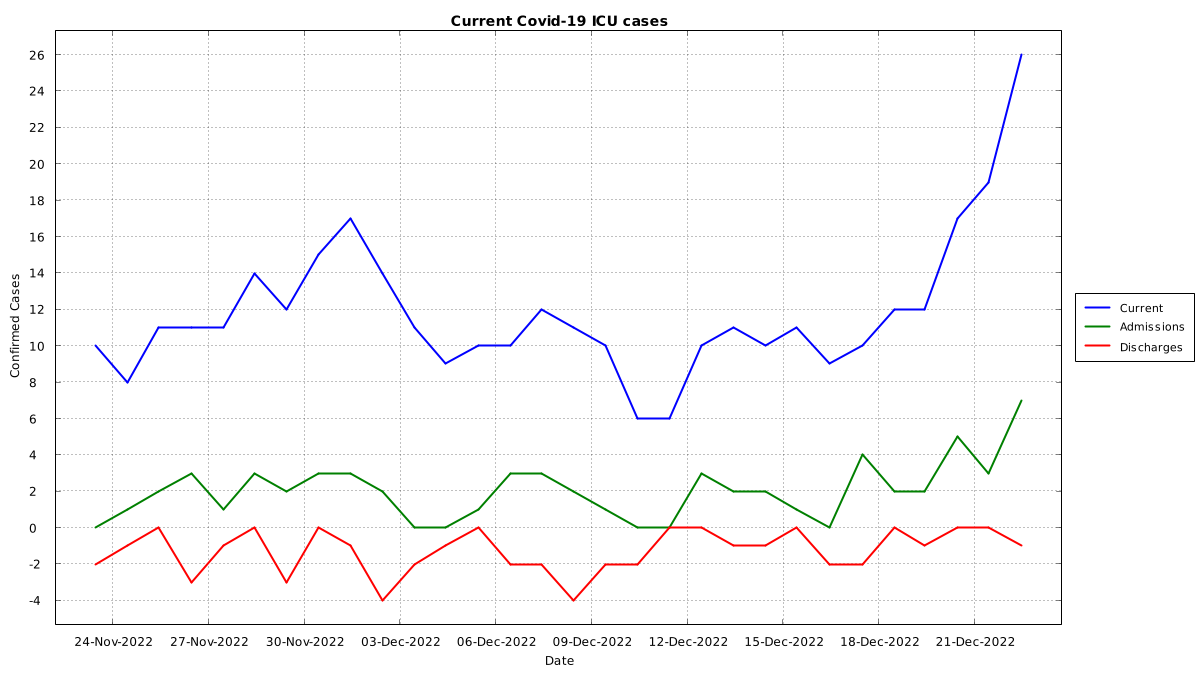 Current Covid-19 ICU cases
26
24
22
20
18
16
14
12
10
8
6
4
2
0
-2
-4
Confirmed Cases
24-Nov-2022 27-Nov-2022 30-Nov-2022 03-Dec-2022 06-Dec-2022 09-Dec-2022 12-Dec-2022 15-Dec-2022 18-Dec-2022 21-Dec-2022
Date
Current
Admissions
Discharges